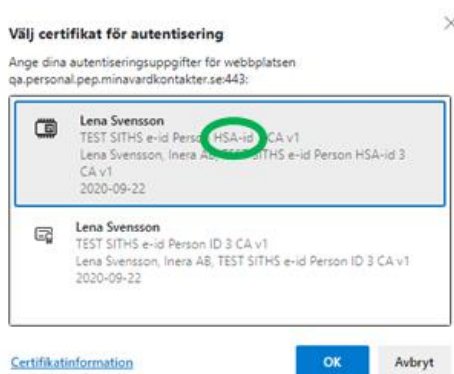 Välj certifikat för autentisering
Ange dina autentiseringsuppgifter för webbplatsen
qa.personal.pep.minavardkontakter.se:443:
Lena Svensson
TEST SITHS e-id Person HSA-id CA v1
Lena Svensson, Inera AB, TEST SITHS e-id Person HSA-id 3
CA v1
2020-09-22
Lena Svensson
TEST SITHS e-id Person ID 3 CA v1
Lena Svensson, Inera AB, TEST SITHS e-id Person ID 3 CA v1
2020-09-22
Certifikatinformation
OK
Avbryt